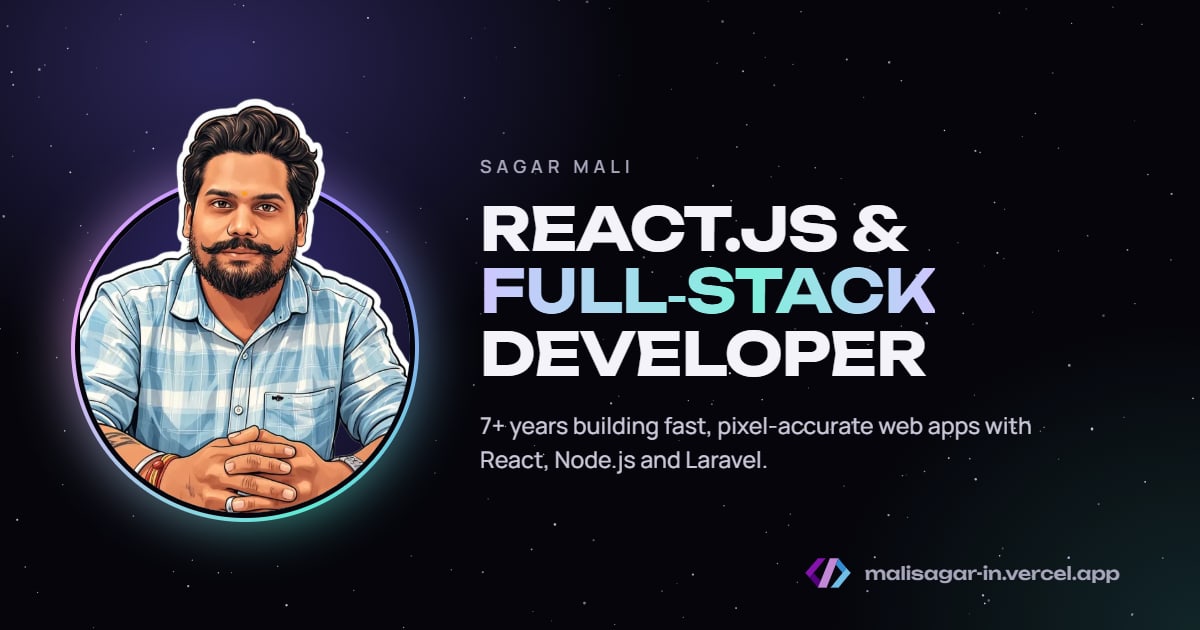 SAGAR MALI
REACT.JS &
FULL-STACK
DEVELOPER
7+ years building fast, pixel-accurate web apps with
React, Node.js and Laravel.
malisagar-in.vercel.app